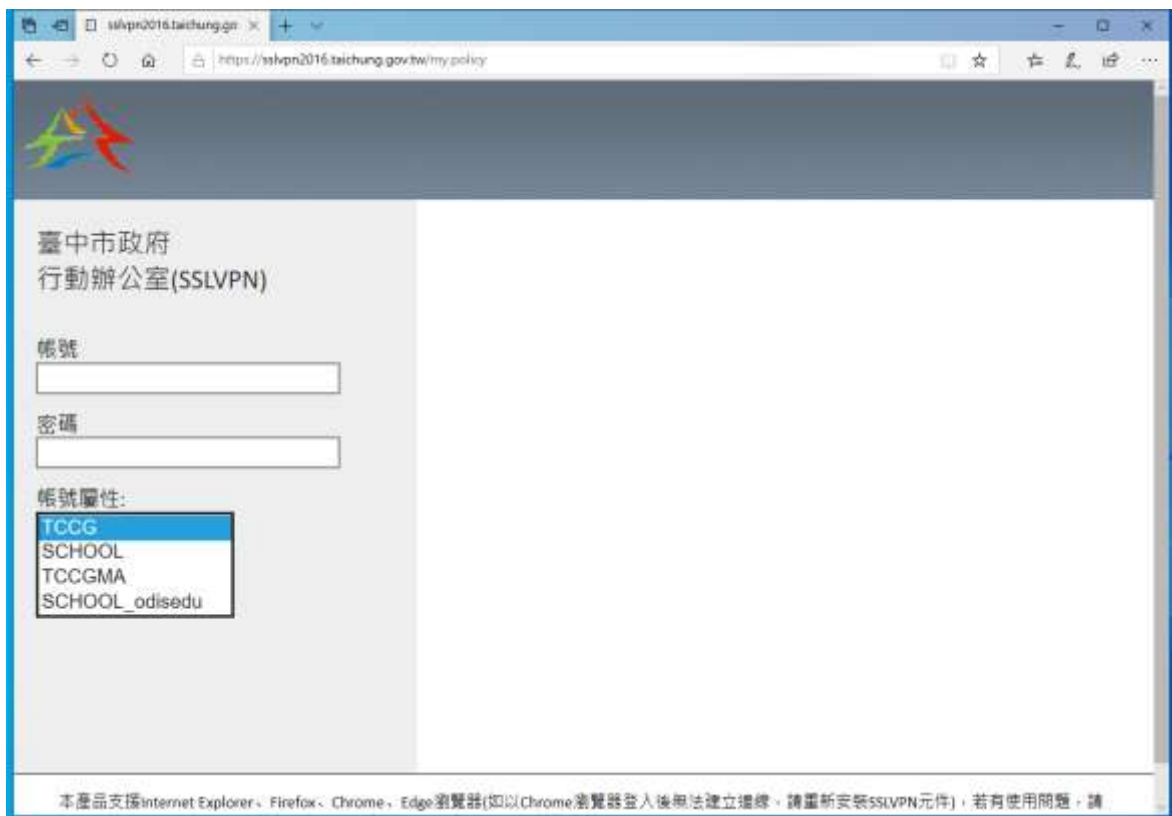 sslvpn2016.taichung.go
https://sslvpn2016.taichung.gov.tw/my.policy
臺中市政府
行動辦公室(SSLVPN)
帳號
密碼
帳號屬性:
TCCG
SCHOOL
TCCGMA
SCHOOL_odisedu
本產品支援Internet Explorer、Firefox、Chrome、Edge瀏覽器(如以Chrome瀏覽器登入後無法建立連線，請重新安裝SSLVPN元件)，若有使用問題，請